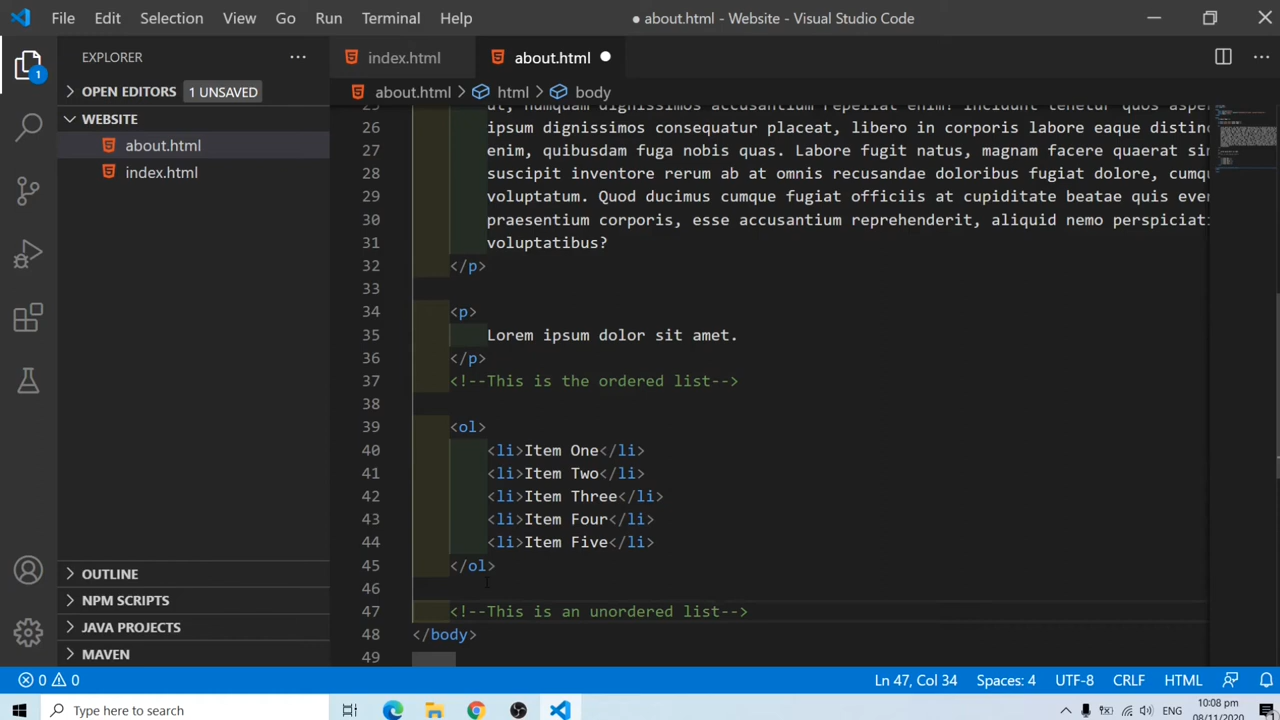 File Edit Selection View Go Run Terminal Help ● about.html - Website - Visual Studio Code
EXPLORER ···
index.html about.html
OPEN EDITORS 1 UNSAVED
about.html > html > body
WEBSITE
about.html
index.html
1
26 ipsum dignissimos consequatur placeat, libero in corporis labore eaque distinc
27 enim, quibusdam fuga nobis quas. Labore fugit natus, magnam facere quaerat sim
28 suscipit inventore rerum ab at omnis recusandae doloribus fugiat dolore, cumqu
29 voluptatum. Quod ducimus cumque fugiat officiis at cupiditate beatae quis even
30 praesentium corporis, esse accusantium reprehenderit, aliquid nemo perspiciati
31 voluptatibus?
32 </p>
33
34 <p>
35 Lorem ipsum dolor sit amet.
36 </p>
37 <!--This is the ordered list-->
38
39 <ol>
40 <li>Item One</li>
41 <li>Item Two</li>
42 <li>Item Three</li>
43 <li>Item Four</li>
44 <li>Item Five</li>
45 </ol>
46
47 <!--This is an unordered list-->
48 </body>
49
OUTLINE
NPM SCRIPTS
JAVA PROJECTS
MAVEN
0 0 Ln 47, Col 34 Spaces: 4 UTF-8 CRLF HTML
Type here to search ENG 10:08 pm
08/11/2020